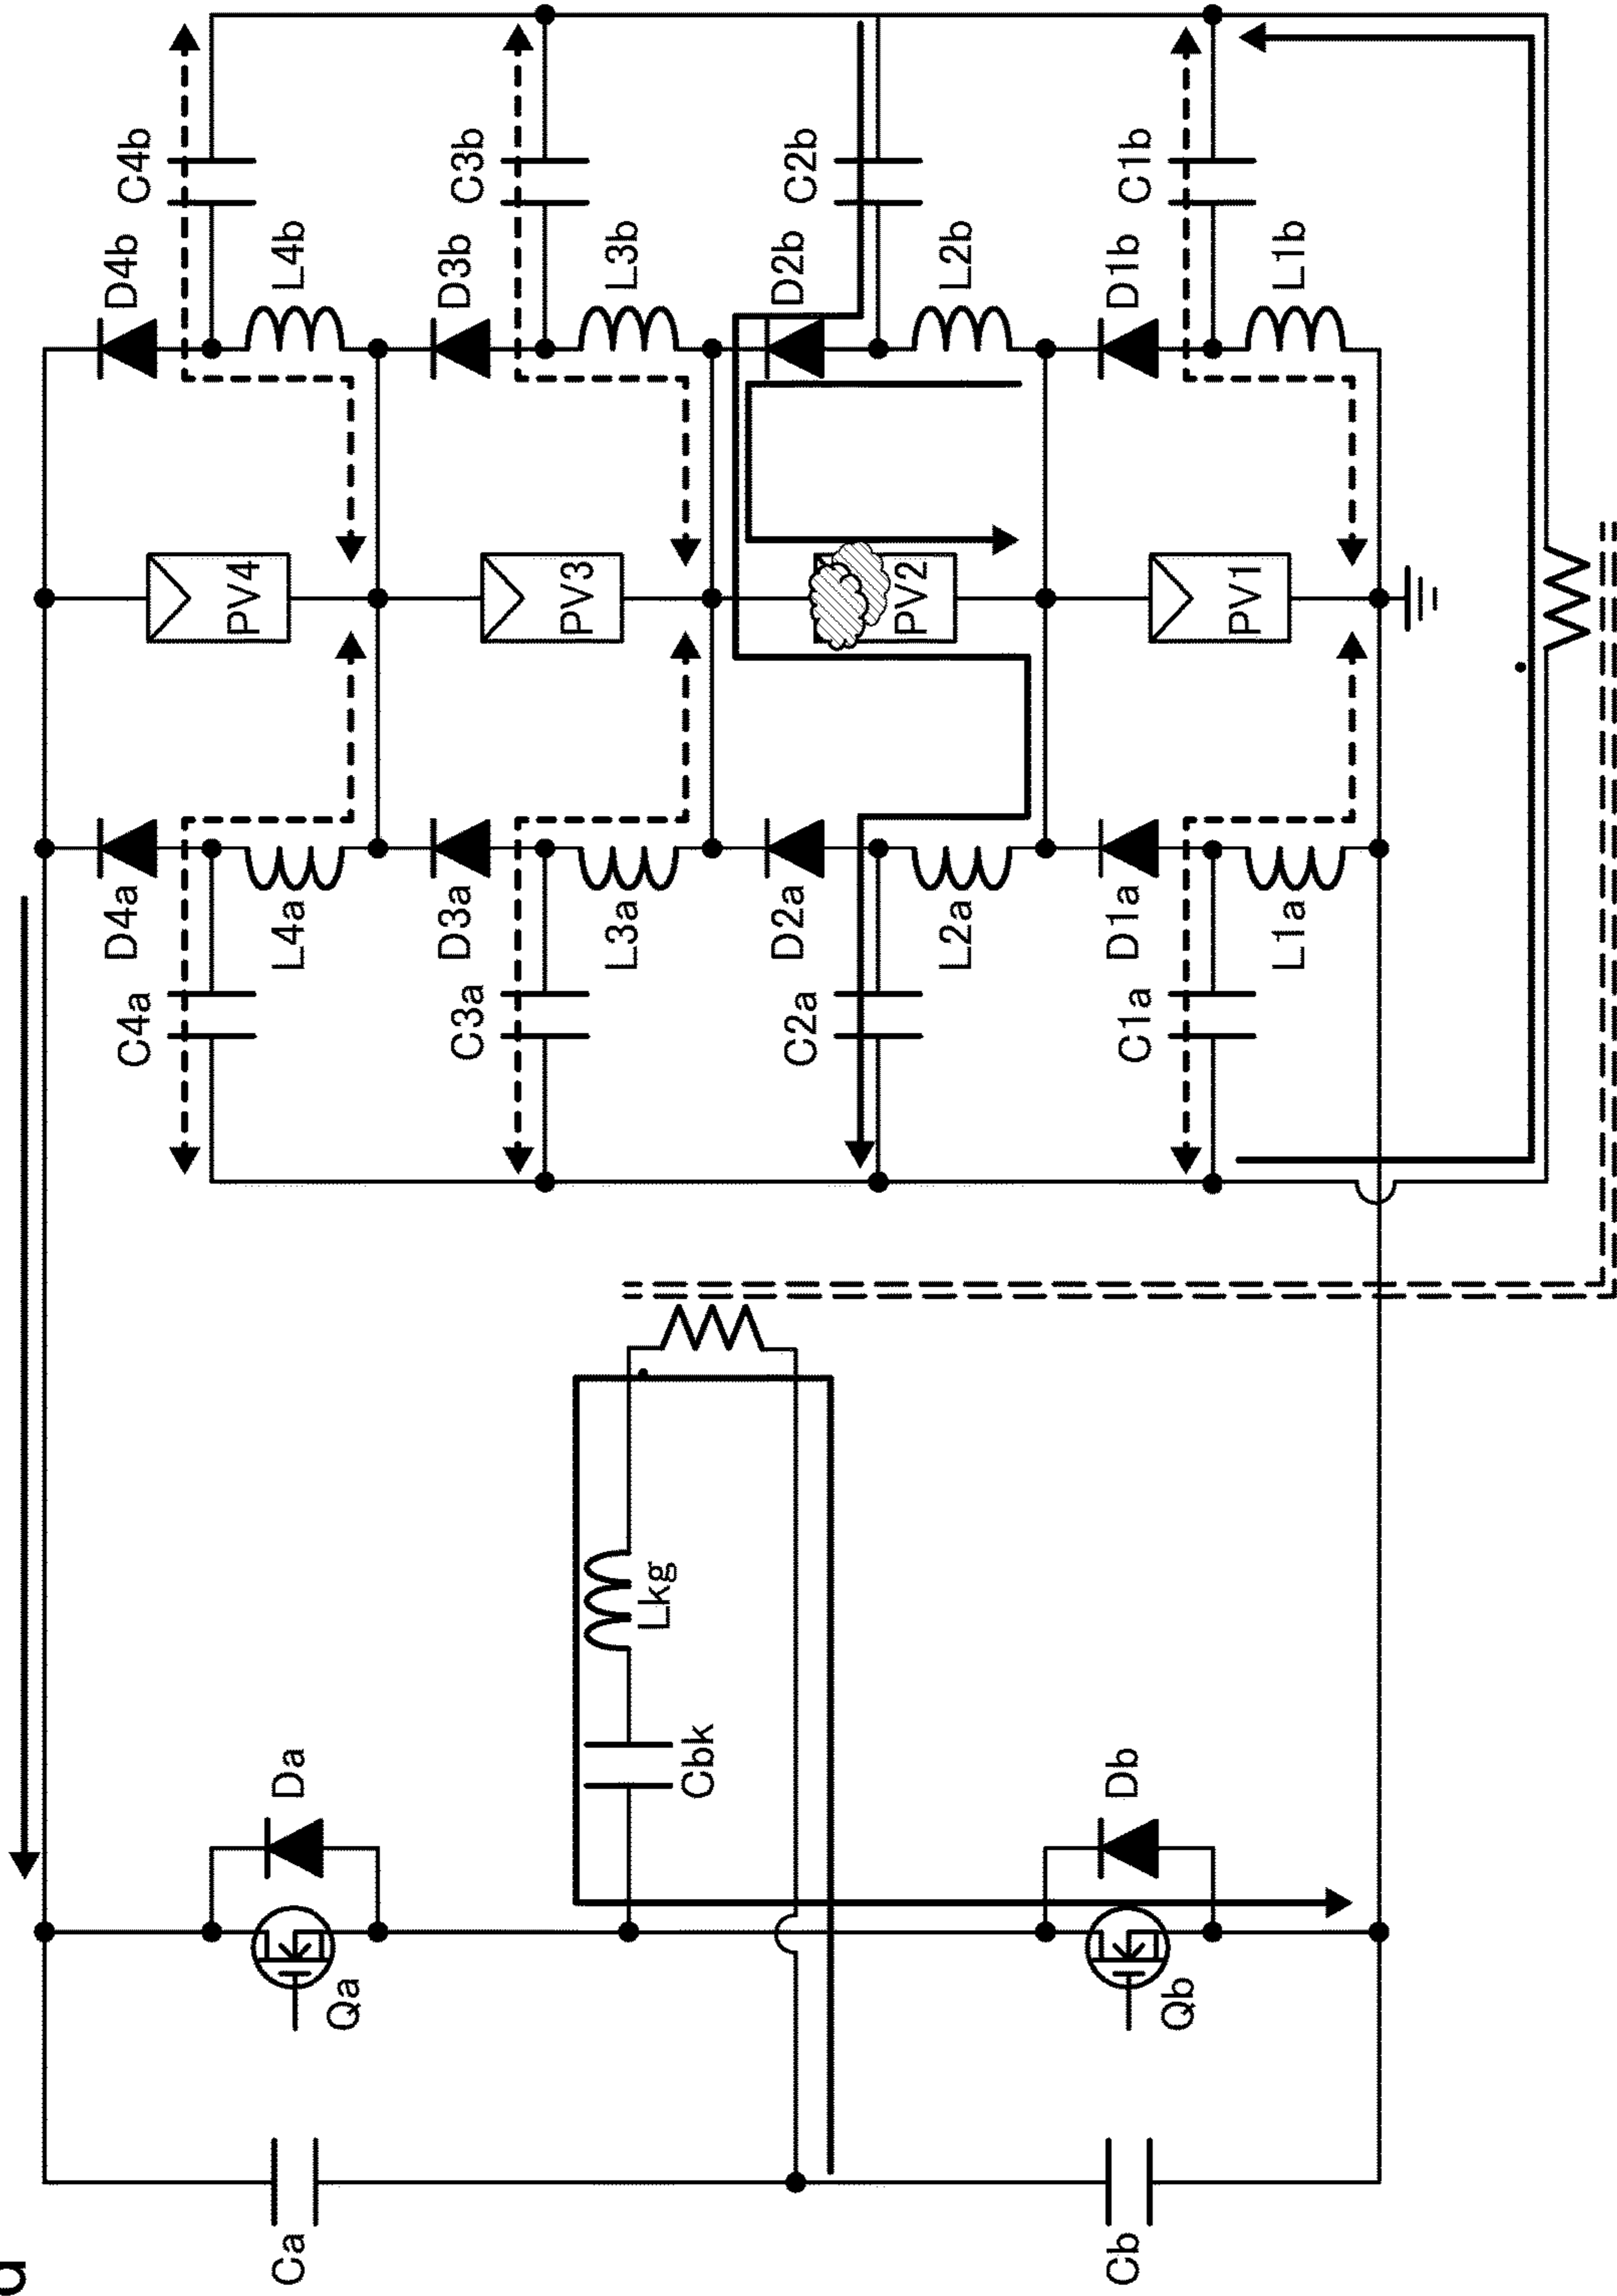 D4a
D4b
C4a
PV4
C4b
L4a
L4b
D3a
D3b
C3a
PV3
C3b
L3a
L3b
Da
Qa
Ca
Lkg
Cbk
D2a
D2b
C2a
PV2
C2b
L2a
L2b
D1a
D1b
C1a
PV1
C1b
L1a
L1b
Db
Qb
Cb